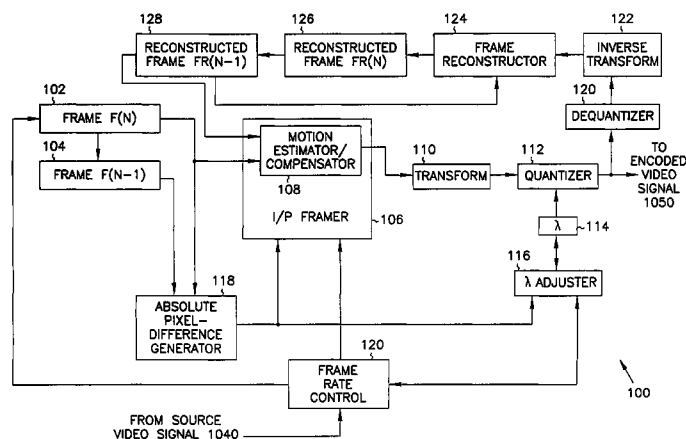 128
126
124
122
RECONSTRUCTED
FRAME FR(N−1)
RECONSTRUCTED
FRAME FR(N)
FRAME
RECONSTRUCTOR
INVERSE
TRANSFORM
102
FRAME F(N)
120
DEQUANTIZER
104
FRAME F(N−1)
MOTION
ESTIMATOR/
COMPENSATOR
108
I/P FRAMER
106
110
TRANSFORM
112
QUANTIZER
TO
ENCODED
VIDEO
SIGNAL
1050
λ
114
116
λ ADJUSTER
118
ABSOLUTE
PIXEL-
DIFFERENCE
GENERATOR
120
FRAME
RATE
CONTROL
100
FROM SOURCE
VIDEO SIGNAL 1040